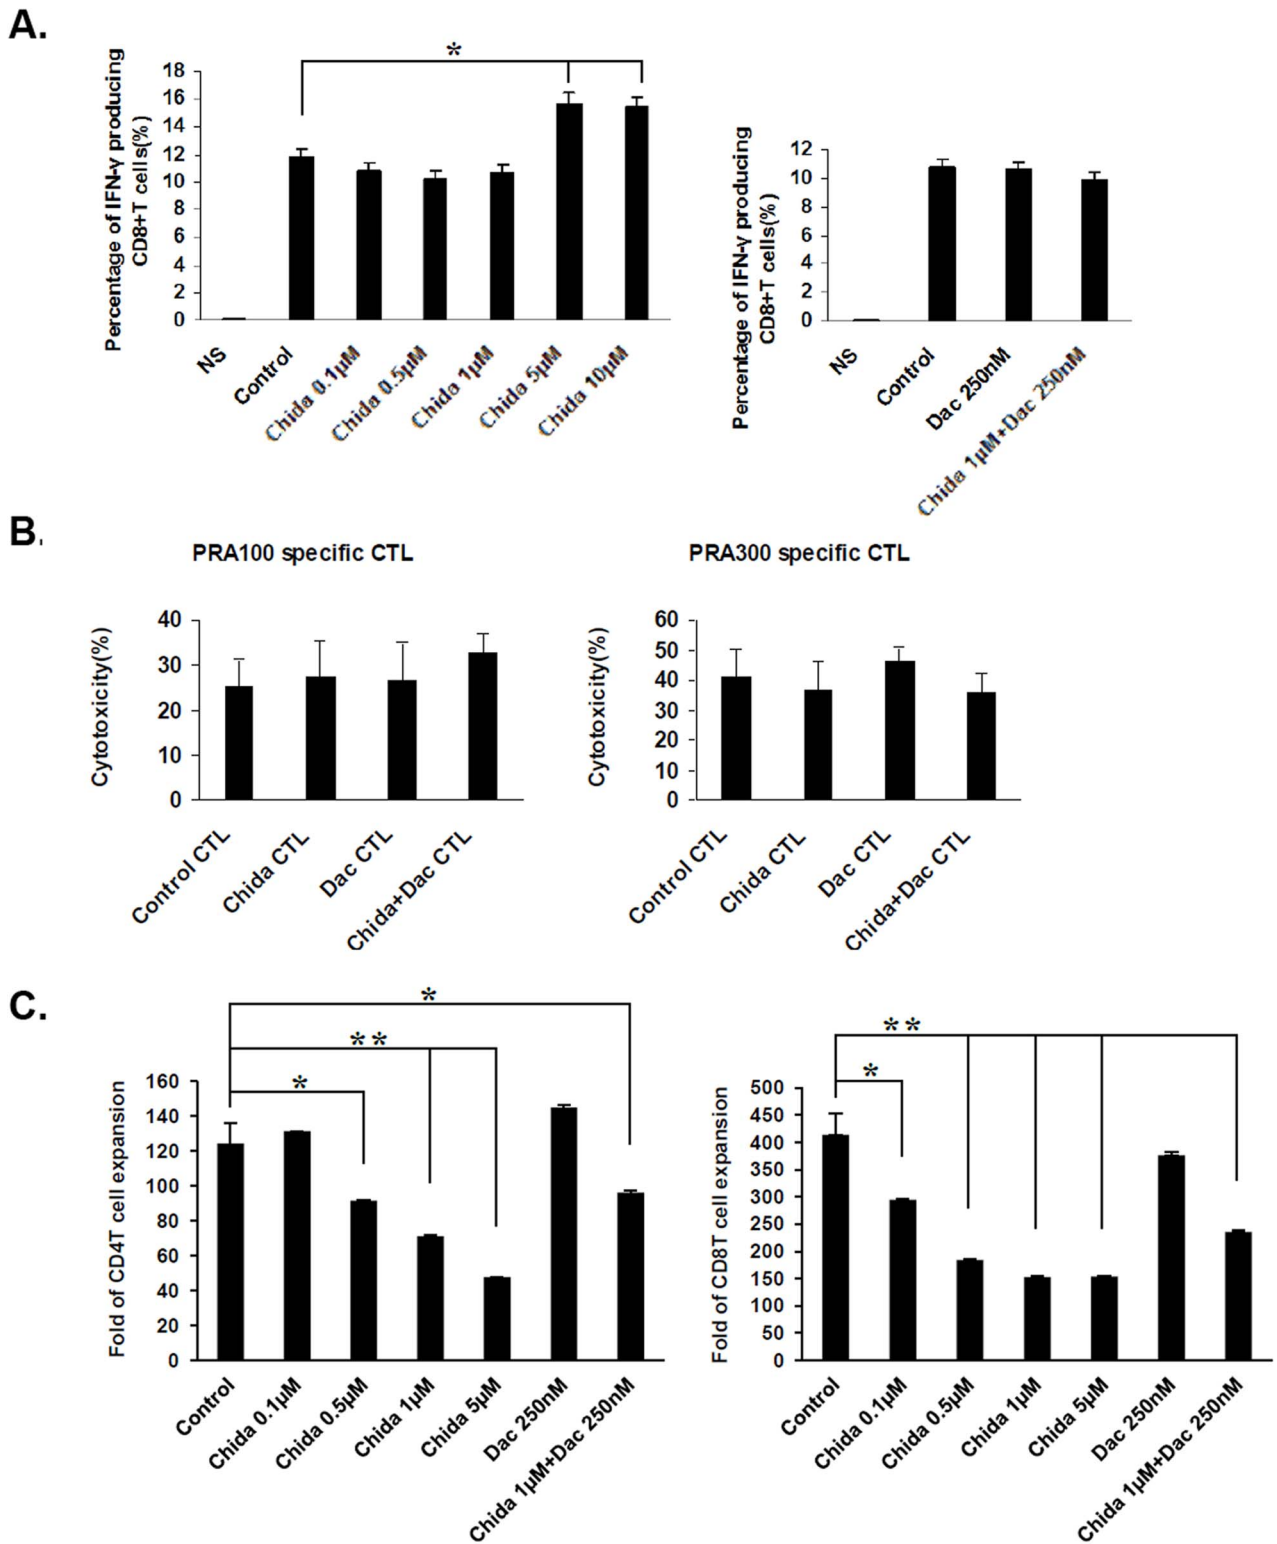 A.
*
Percentage of IFN-γ producing
CD8+T cells(%)
18
16
14
12
10
8
6
4
2
0
NS
Control
Chida 0.1µM
Chida 0.5µM
Chida 1µM
Chida 5µM
Chida 10µM
Percentage of IFN-γ producing
CD8+T cells(%)
12
10
8
6
4
2
0
NS
Control
Dac 250nM
Chida 1µM+Dac 250nM
B.
PRA100 specific CTL
Cytotoxicity(%)
40
30
20
10
0
Control CTL
Chida CTL
Dac CTL
Chida+Dac CTL
PRA300 specific CTL
Cytotoxicity(%)
60
50
40
30
20
10
0
Control CTL
Chida CTL
Dac CTL
Chida+Dac CTL
C.
*
**
*
Fold of CD4T cell expansion
160
140
120
100
80
60
40
20
0
Control
Chida 0.1µM
Chida 0.5µM
Chida 1µM
Chida 5µM
Dac 250nM
Chida 1µM+Dac 250nM
**
*
Fold of CD8T cell expansion
500
450
400
350
300
250
200
150
100
50
0
Control
Chida 0.1µM
Chida 0.5µM
Chida 1µM
Chida 5µM
Dac 250nM
Chida 1µM+Dac 250nM